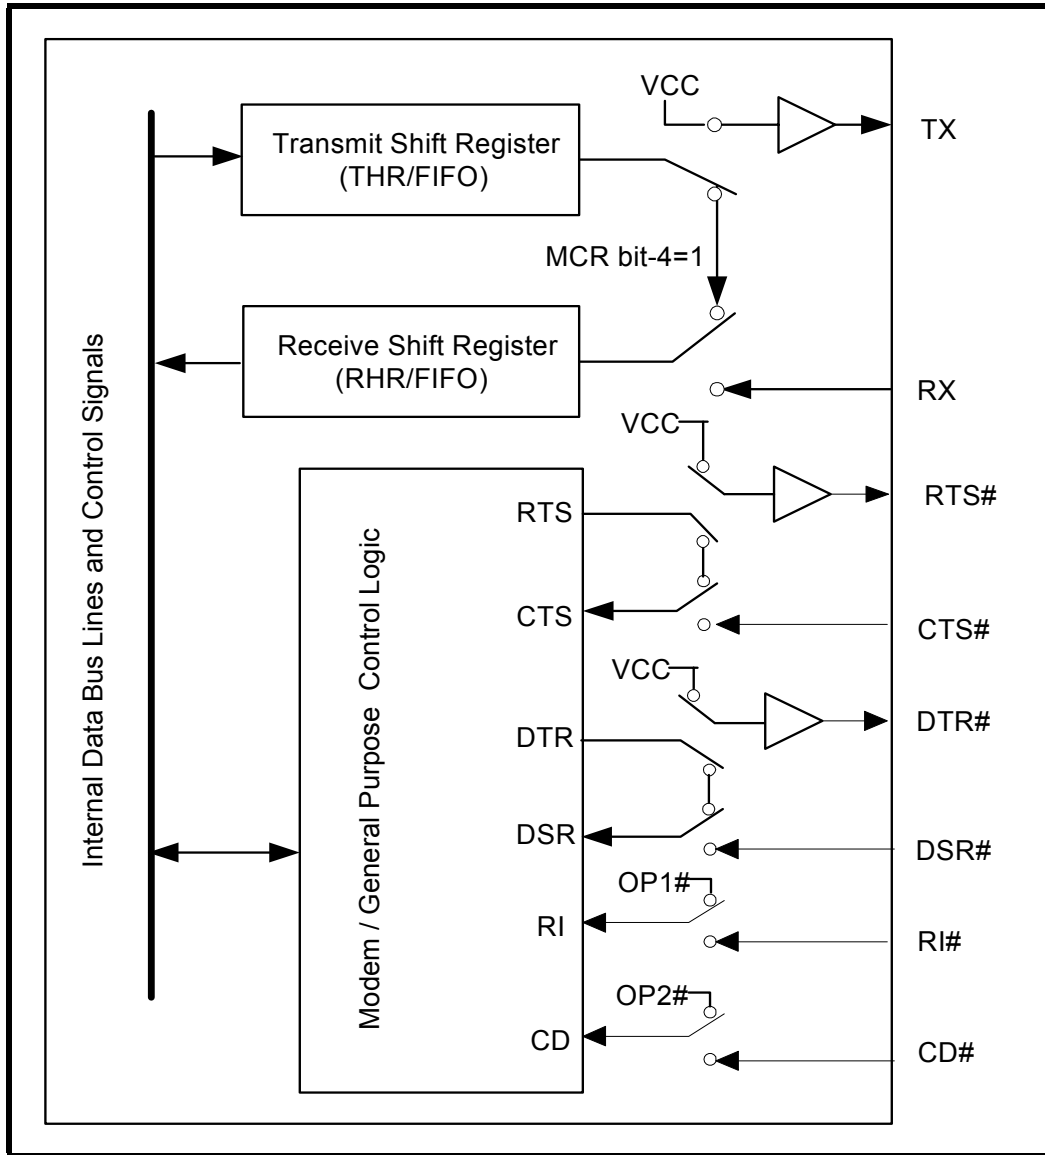 VCC
TX
Transmit Shift Register
(THR/FIFO)
MCR bit-4=1
Receive Shift Register
(RHR/FIFO)
RX
VCC
RTS#
RTS
CTS
CTS#
VCC
DTR#
DTR
DSR
DSR#
OP1#
RI
RI#
OP2#
CD
CD#
Internal Data Bus Lines and Control Signals
Modem / General Purpose Control Logic